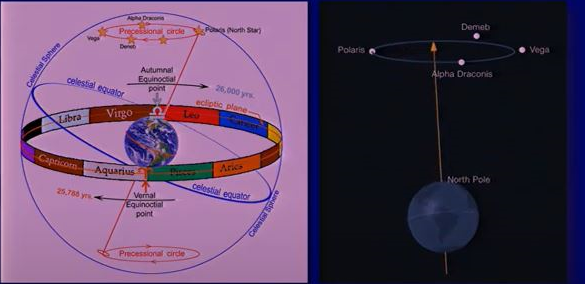 Alpha Draconis
Precessional circle
Polaris (North Star)
Vega
Demeb
Celestial Sphere
Autumnal
Equinoctial
point
26,000 yrs.
celestial equator
ecliptic plane
Libra
Virgo
Leo
Cancer
Capricorn
Aquarius
Pisces
Aries
celestial equator
25,788 yrs.
Vernal
Equinoctial
point
Celestial Sphere
Precessional circle
Demeb
Polaris
Vega
Alpha Draconis
North Pole